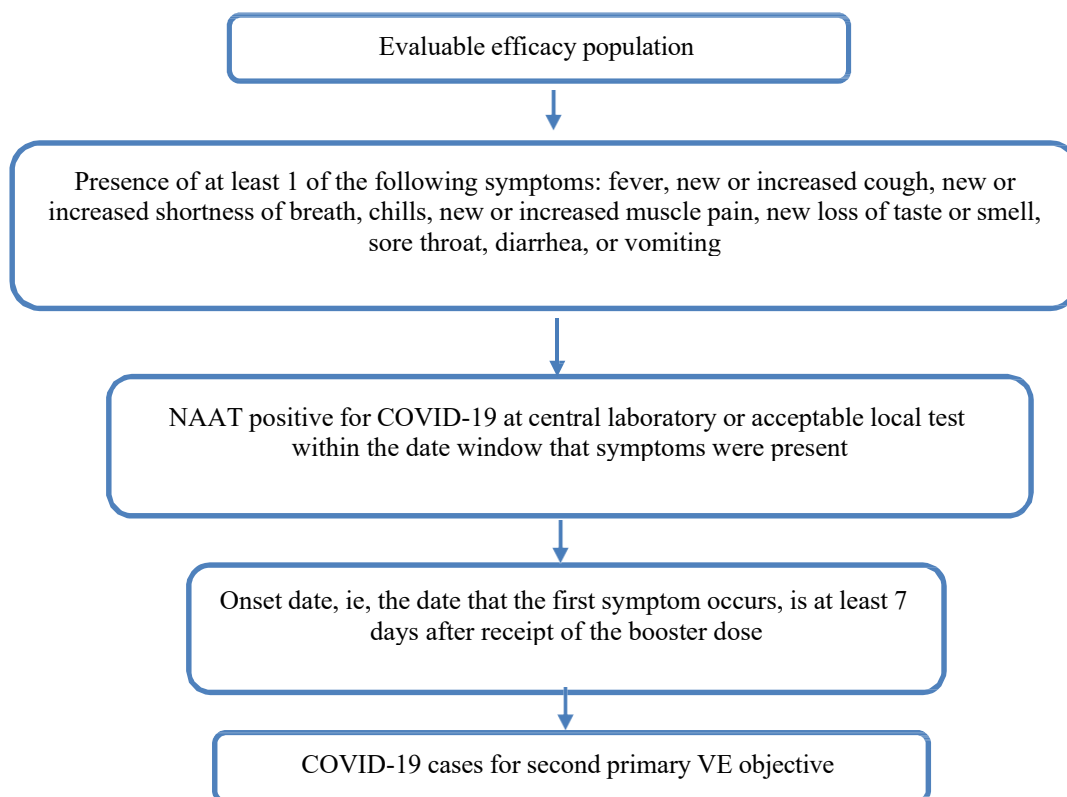 Evaluable efficacy population
Presence of at least 1 of the following symptoms: fever, new or increased cough, new or
increased shortness of breath, chills, new or increased muscle pain, new loss of taste or smell,
sore throat, diarrhea, or vomiting
NAAT positive for COVID-19 at central laboratory or acceptable local test
within the date window that symptoms were present
Onset date, ie, the date that the first symptom occurs, is at least 7
days after receipt of the booster dose
COVID-19 cases for second primary VE objective